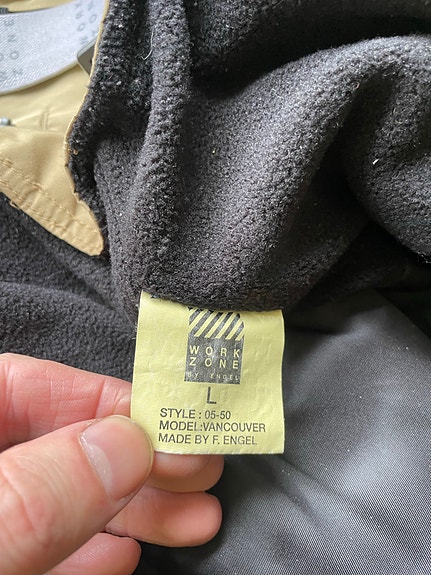 WORK
ZONE
BY ENGEL
L
STYLE : 05-50
MODEL:VANCOUVER
MADE BY F. ENGEL